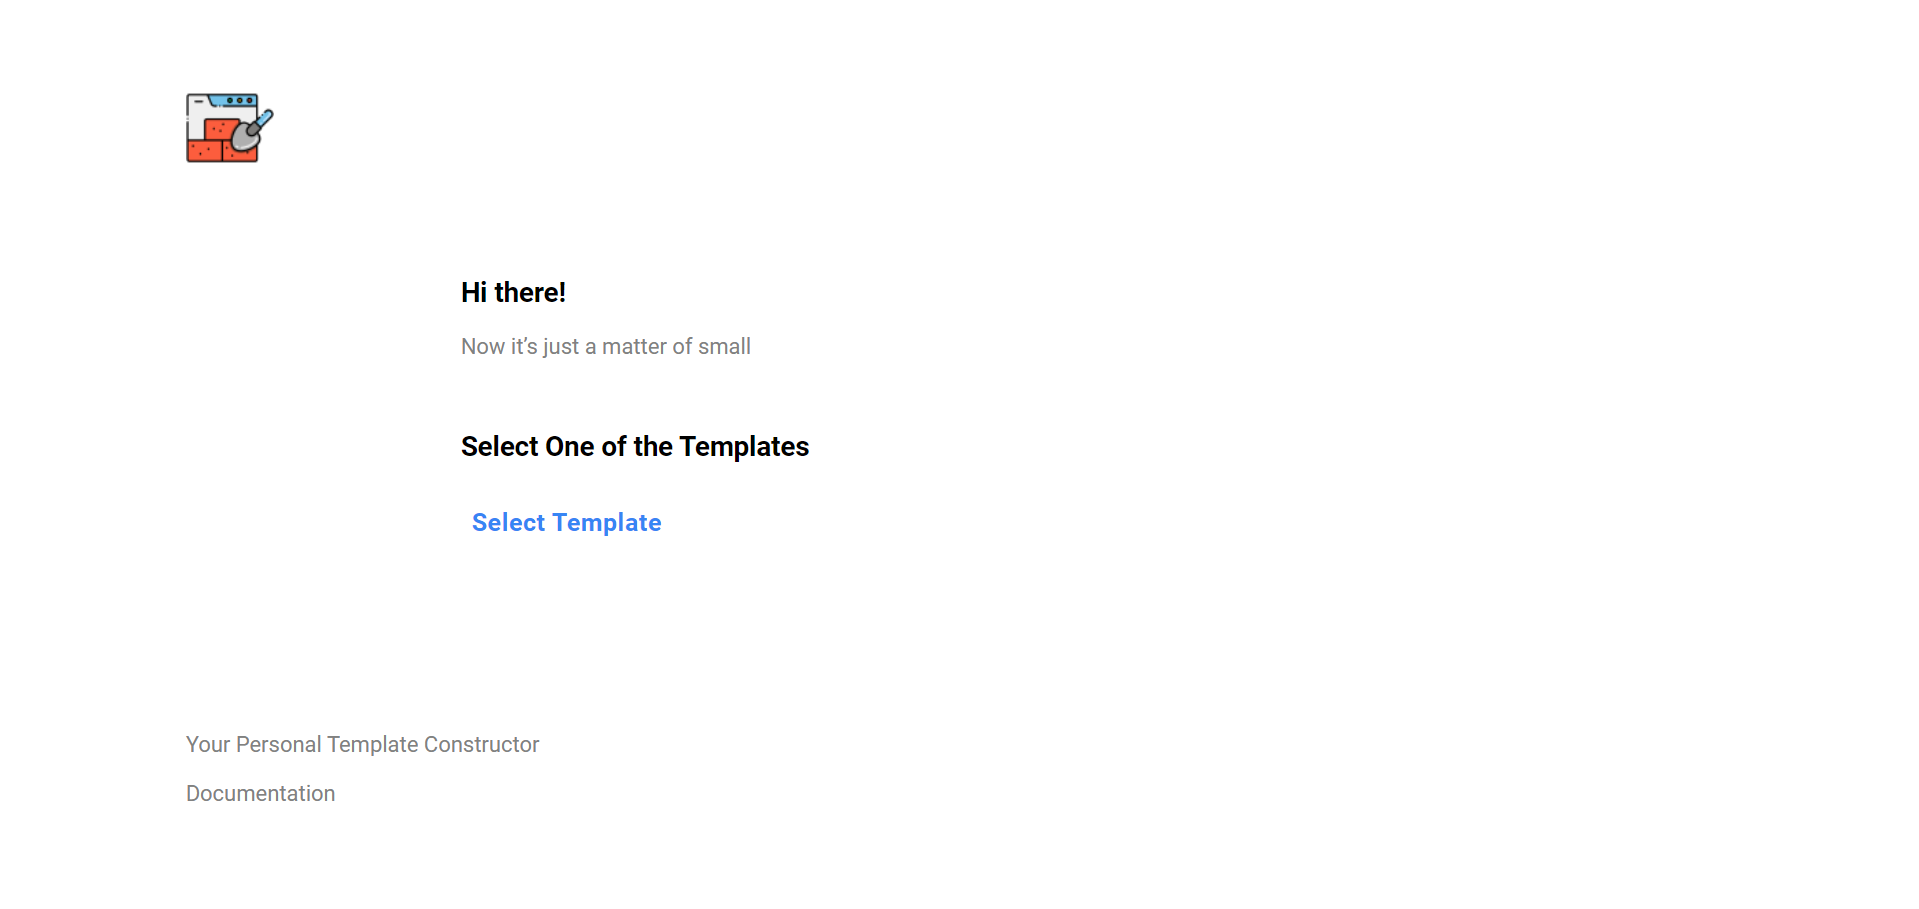 Hi there!
Now it’s just a matter of small
Select One of the Templates
Select Template
Your Personal Template Constructor
Documentation